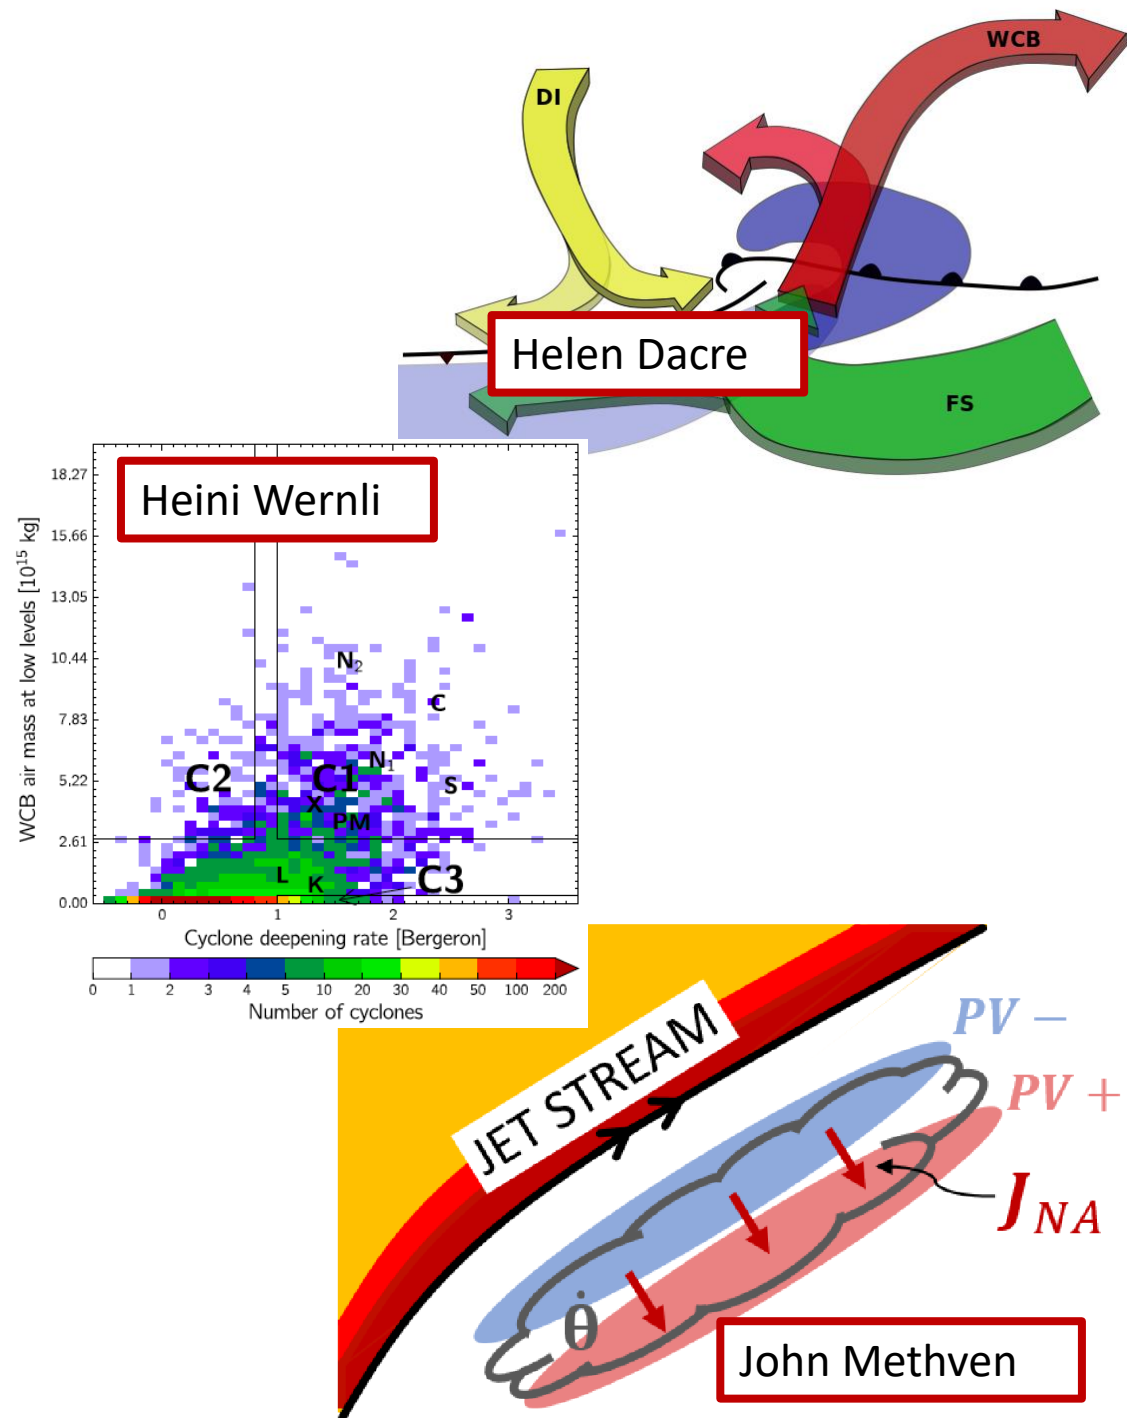 WCB
DI
Helen Dacre
FS
Heini Wernli
WCB air mass at low levels [10¹⁵ kg]
18.27
15.66
13.05
10.44
7.83
5.22
2.61
0.00
N₂
C
N₁
C2
C1
S
X
PM
L
K
C3
0 1 2 3
Cyclone deepening rate [Bergeron]
0 1 2 3 4 5 10 20 30 40 50 100 200
Number of cyclones
JET STREAM
PV −
PV +
J_NA
θ̇
John Methven